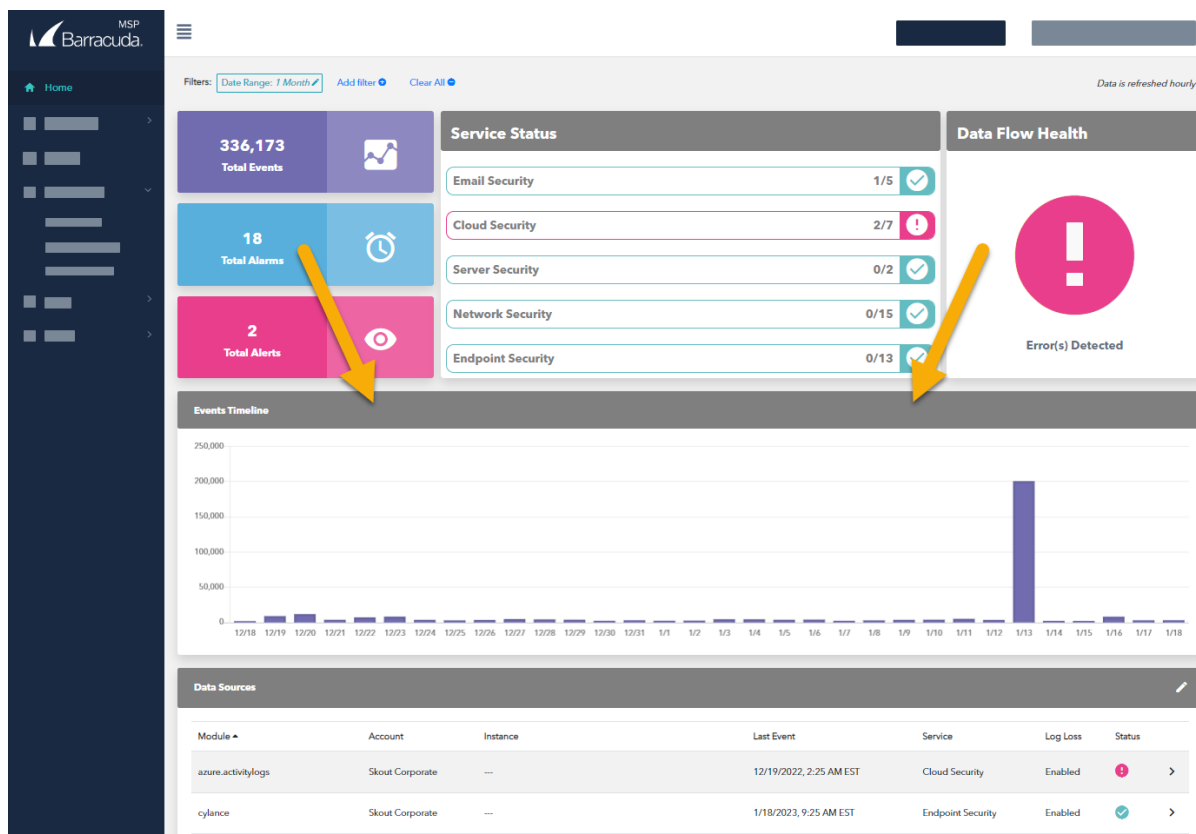 MSP
Barracuda.
Home
Filters: Date Range: 1 Month Add filter Clear All
Data is refreshed hourly
336,173
Total Events
18
Total Alarms
2
Total Alerts
Service Status
Email Security 1/5
Cloud Security 2/7
Server Security 0/2
Network Security 0/15
Endpoint Security 0/13
Data Flow Health
Error(s) Detected
Events Timeline
250,000
200,000
150,000
100,000
50,000
0
12/18 12/19 12/20 12/21 12/22 12/23 12/24 12/25 12/26 12/27 12/28 12/29 12/30 12/31 1/1 1/2 1/3 1/4 1/5 1/6 1/7 1/8 1/9 1/10 1/11 1/12 1/13 1/14 1/15 1/16 1/17 1/18
Data Sources
Module Account Instance Last Event Service Log Loss Status
azure.activitylogs Skout Corporate --- 12/19/2022, 2:25 AM EST Cloud Security Enabled
cylance Skout Corporate --- 1/18/2023, 9:25 AM EST Endpoint Security Enabled